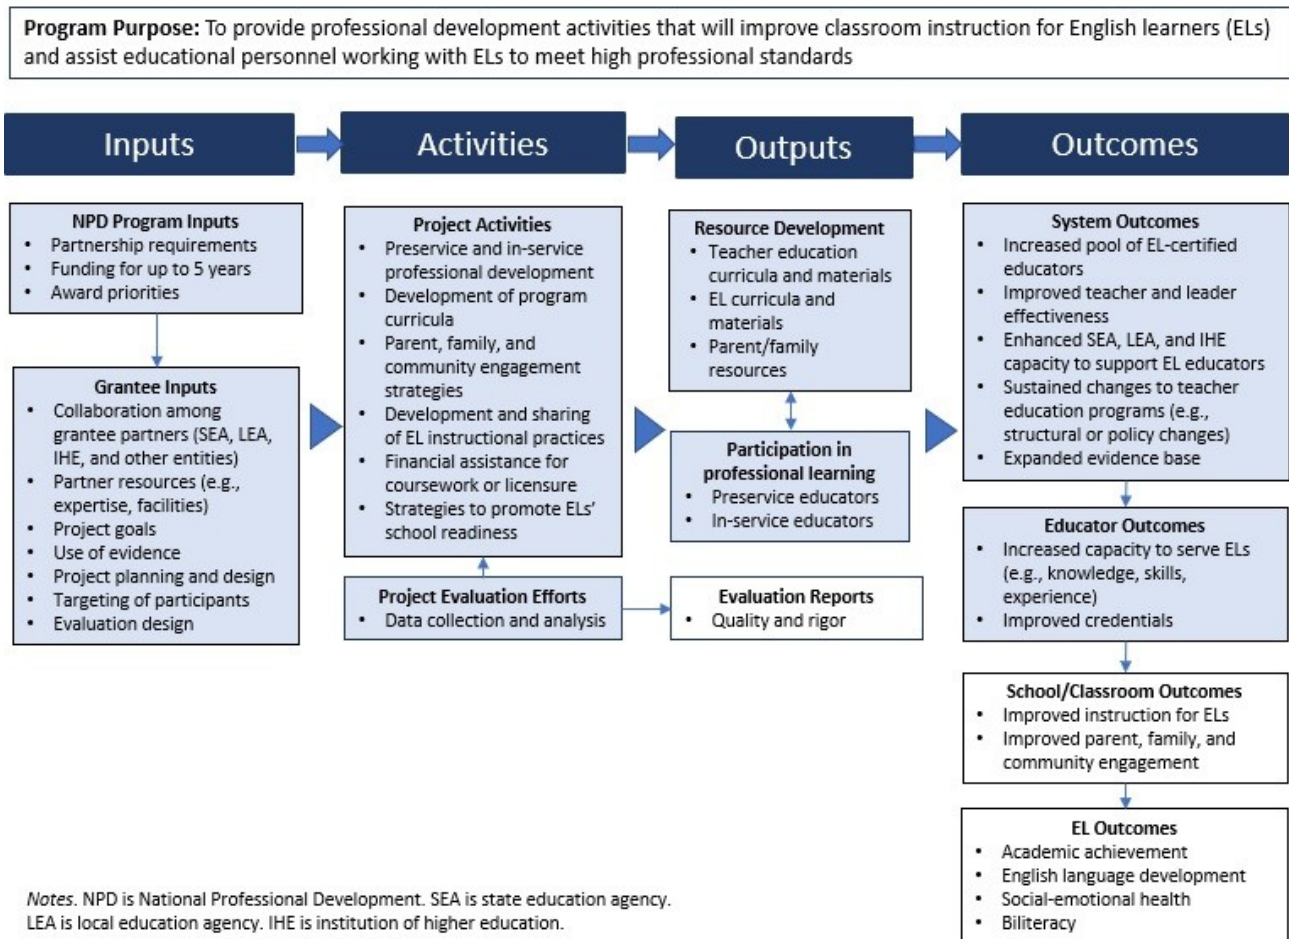 Program Purpose: To provide professional development activities that will improve classroom instruction for English learners (ELs)
and assist educational personnel working with ELs to meet high professional standards
Inputs
Activities
Outputs
Outcomes
NPD Program Inputs
• Partnership requirements
• Funding for up to 5 years
• Award priorities
Grantee Inputs
• Collaboration among
grantee partners (SEA, LEA,
IHE, and other entities)
• Partner resources (e.g.,
expertise, facilities)
• Project goals
• Use of evidence
• Project planning and design
• Targeting of participants
• Evaluation design
Project Activities
• Preservice and in-service
professional development
• Development of program
curricula
• Parent, family, and
community engagement
strategies
• Development and sharing
of EL instructional practices
• Financial assistance for
coursework or licensure
• Strategies to promote ELs’
school readiness
Project Evaluation Efforts
• Data collection and analysis
Resource Development
• Teacher education
curricula and materials
• EL curricula and
materials
• Parent/family
resources
Participation in
professional learning
• Preservice educators
• In-service educators
Evaluation Reports
• Quality and rigor
System Outcomes
• Increased pool of EL-certified
educators
• Improved teacher and leader
effectiveness
• Enhanced SEA, LEA, and IHE
capacity to support EL educators
• Sustained changes to teacher
education programs (e.g.,
structural or policy changes)
• Expanded evidence base
Educator Outcomes
• Increased capacity to serve ELs
(e.g., knowledge, skills,
experience)
• Improved credentials
School/Classroom Outcomes
• Improved instruction for ELs
• Improved parent, family, and
community engagement
EL Outcomes
• Academic achievement
• English language development
• Social-emotional health
• Biliteracy
Notes. NPD is National Professional Development. SEA is state education agency.
LEA is local education agency. IHE is institution of higher education.